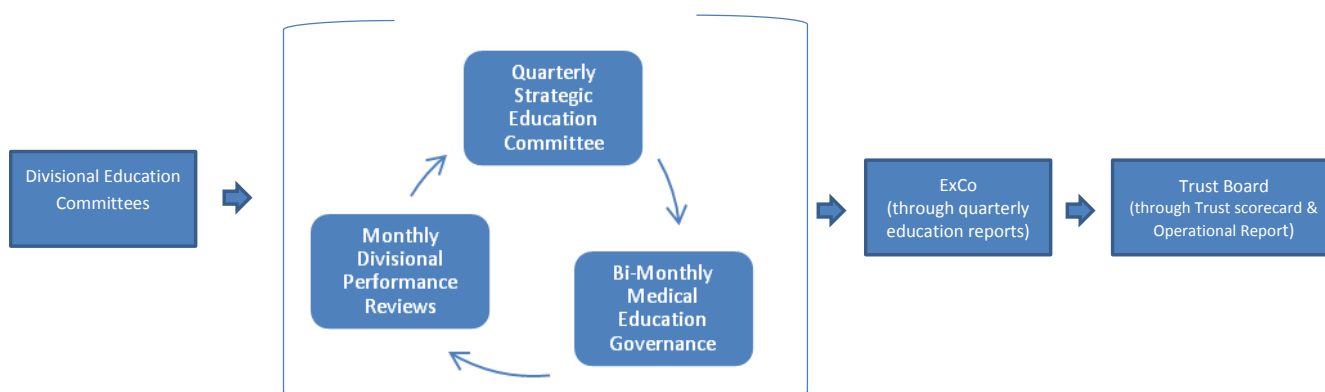 Quarterly
Strategic
Education
Committee
Divisional Education
Committees
Monthly
Divisional
Performance
Reviews
Bi-Monthly
Medical
Education
Governance
ExCo
(through quarterly
education reports)
Trust Board
(through Trust scorecard &
Operational Report)